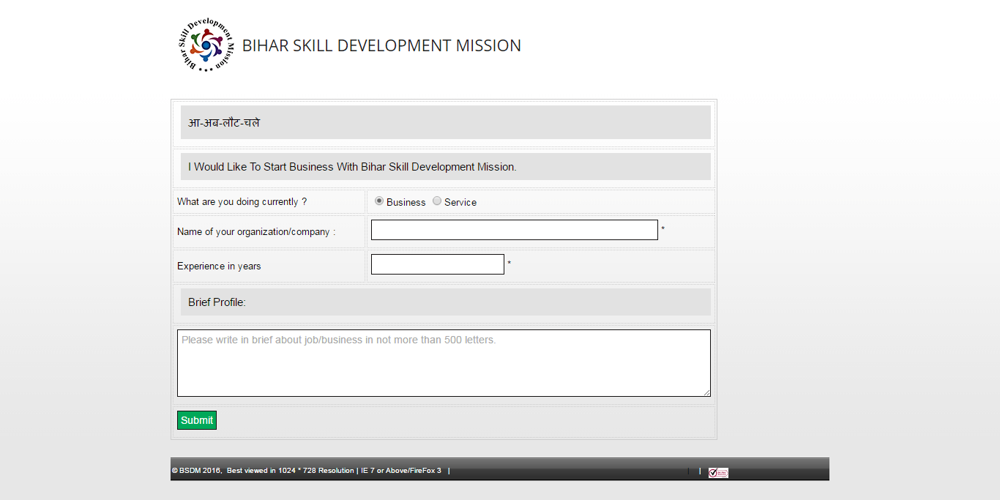 Bihar Skill Development Mission
BIHAR SKILL DEVELOPMENT MISSION
आ-अब-लौट-चले
I Would Like To Start Business With Bihar Skill Development Mission.
What are you doing currently ? Business Service
Name of your organization/company : *
Experience in years *
Brief Profile:
Please write in brief about job/business in not more than 500 letters.
Submit
© BSDM 2016, Best viewed in 1024 * 728 Resolution | IE 7 or Above/FireFox 3 | | |